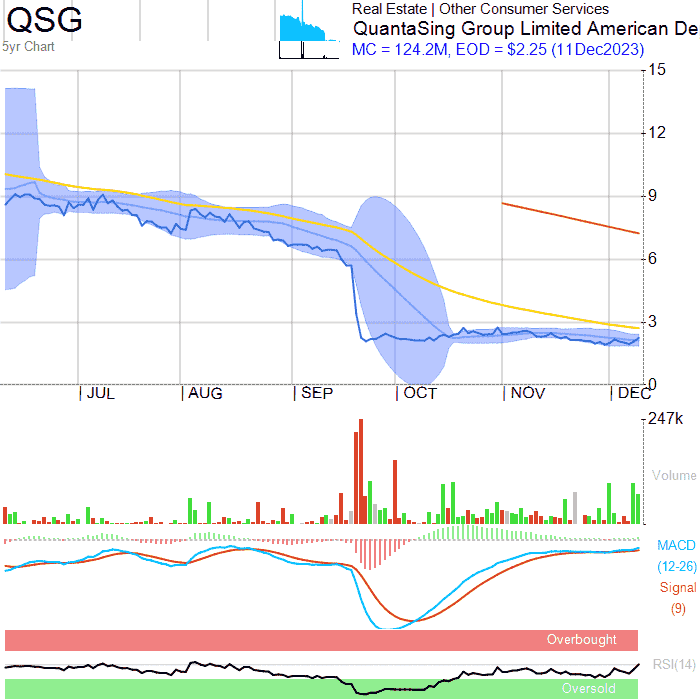 QSG
5yr Chart
Real Estate | Other Consumer Services
QuantaSing Group Limited American De
MC = 124.2M, EOD = $2.25 (11Dec2023)
15
12
9
6
3
0
JUL AUG SEP OCT NOV DEC
247k
Volume
MACD
(12-26)
Signal
(9)
Overbought
RSI(14)
Oversold